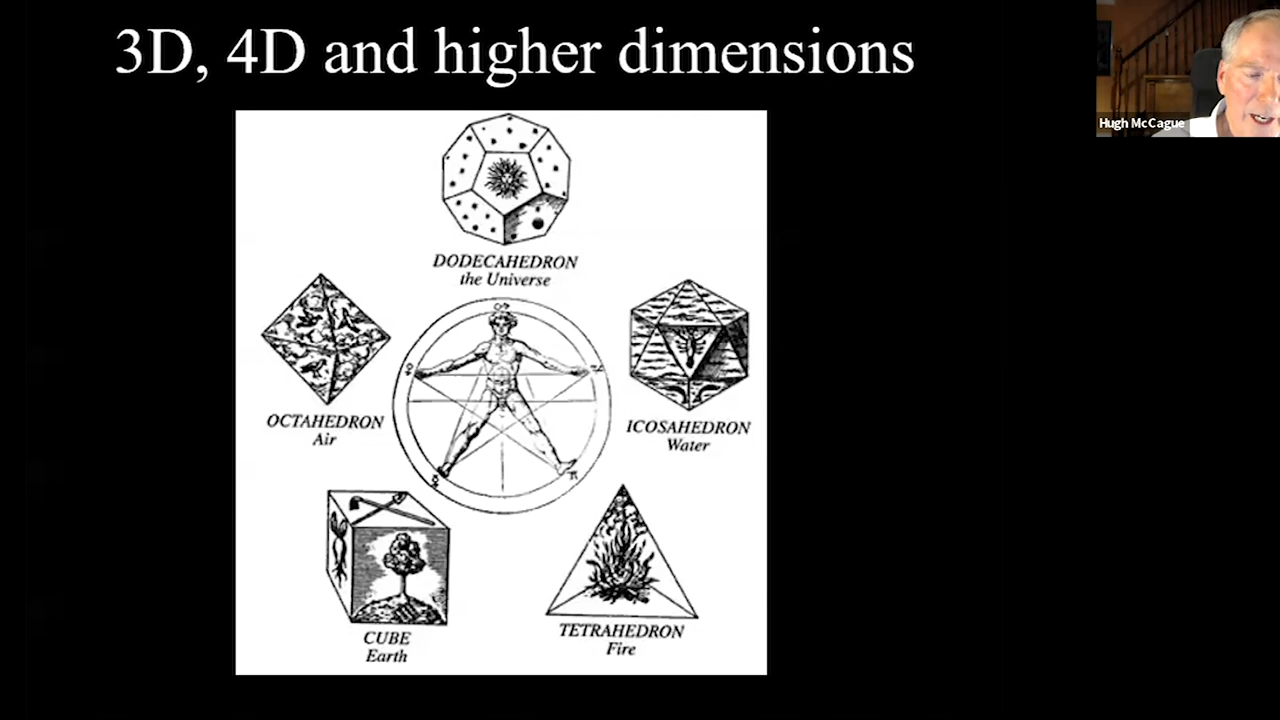 3D, 4D and higher dimensions
Hugh McCague
DODECAHEDRON
the Universe
OCTAHEDRON
Air
ICOSAHEDRON
Water
CUBE
Earth
TETRAHEDRON
Fire